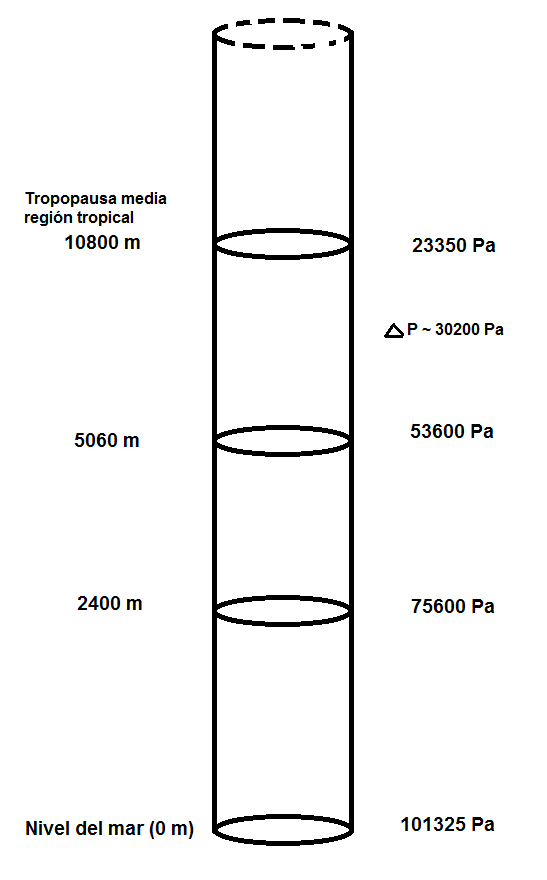 Tropopausa media
región tropical
10800 m
23350 Pa
P ~ 30200 Pa
5060 m
53600 Pa
2400 m
75600 Pa
Nivel del mar (0 m)
101325 Pa